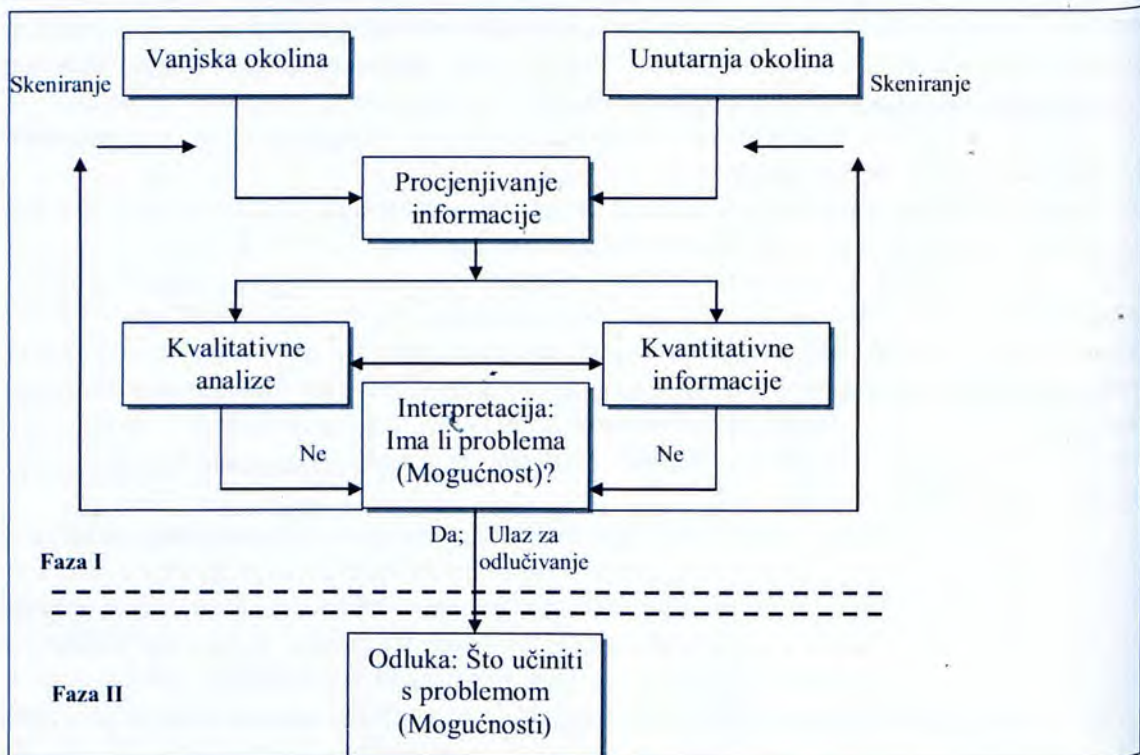 Vanjska okolina
Unutarnja okolina
Skeniranje
Skeniranje
Procjenjivanje
informacije
Kvalitativne
analize
Kvantitativne
informacije
Interpretacija:
Ima li problema
(Mogućnost)?
Ne
Ne
Da; Ulaz za
odlučivanje
Faza I
Odluka: Što učiniti
s problemom
(Mogućnosti)
Faza II